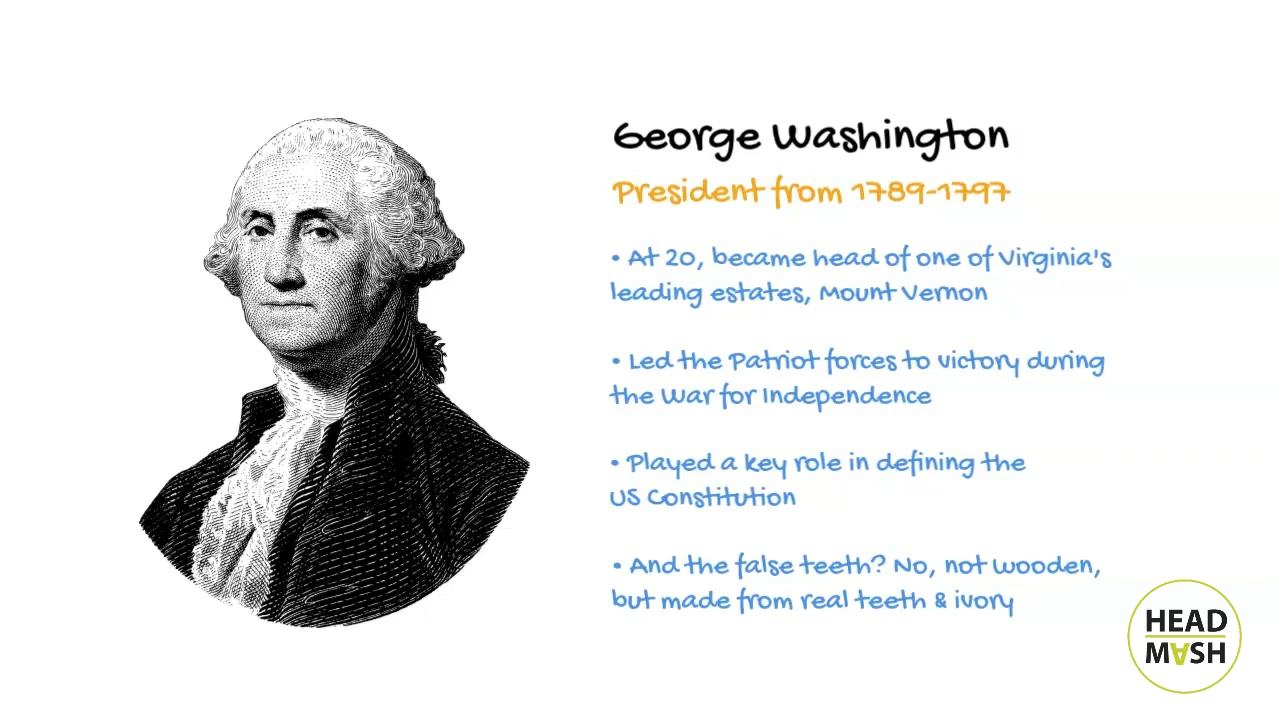 George Washington
President from 1789-1797
• At 20, became head of one of Virginia's
leading estates, Mount Vernon
• Led the Patriot forces to victory during
the War for Independence
• Played a key role in defining the
US Constitution
• And the false teeth? No, not wooden,
but made from real teeth & ivory
HEAD
MASH